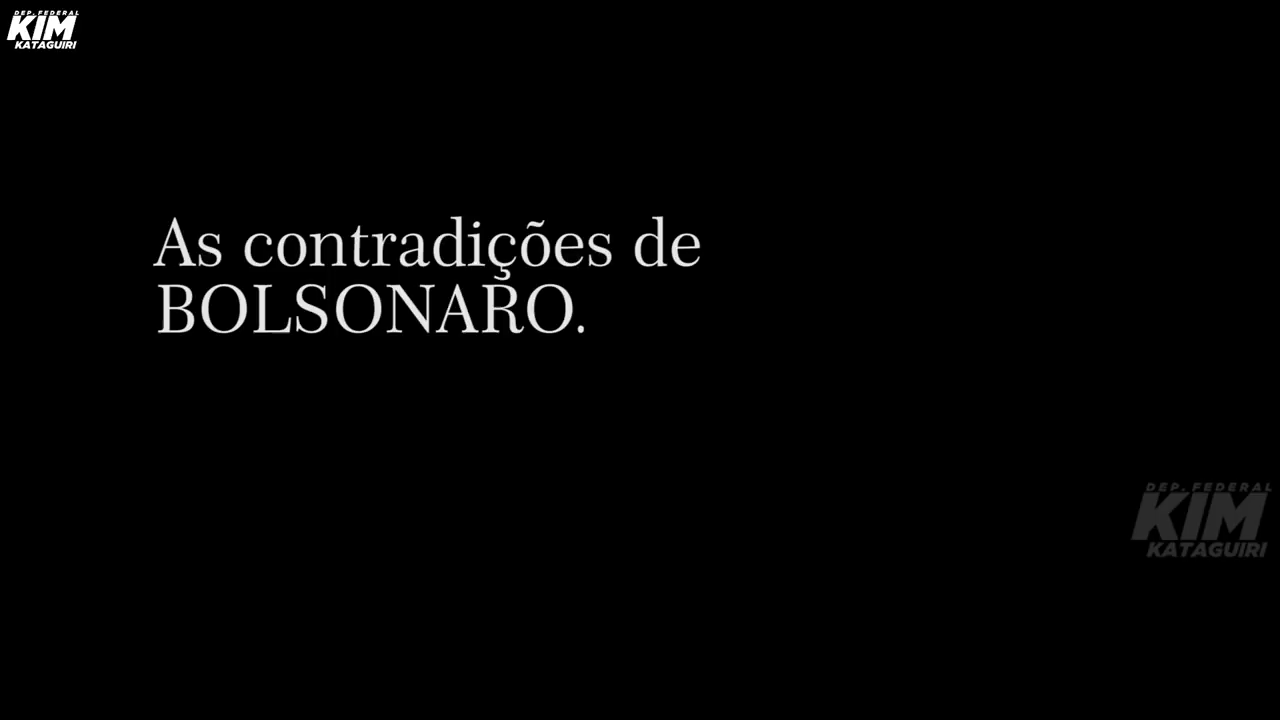 DEP. FEDERAL
KIM
KATAGUIRI
As contradições de
BOLSONARO.
DEP. FEDERAL
KIM
KATAGUIRI